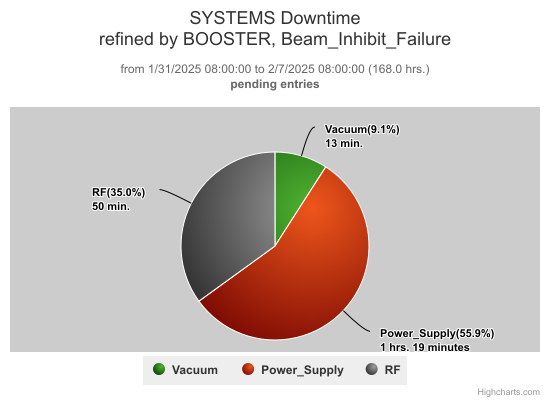 SYSTEMS Downtime
refined by BOOSTER, Beam_Inhibit_Failure
from 1/31/2025 08:00:00 to 2/7/2025 08:00:00 (168.0 hrs.)
pending entries
Vacuum(9.1%)
13 min.
RF(35.0%)
50 min.
Power_Supply(55.9%)
1 hrs. 19 minutes
Vacuum Power_Supply RF
Highcharts.com